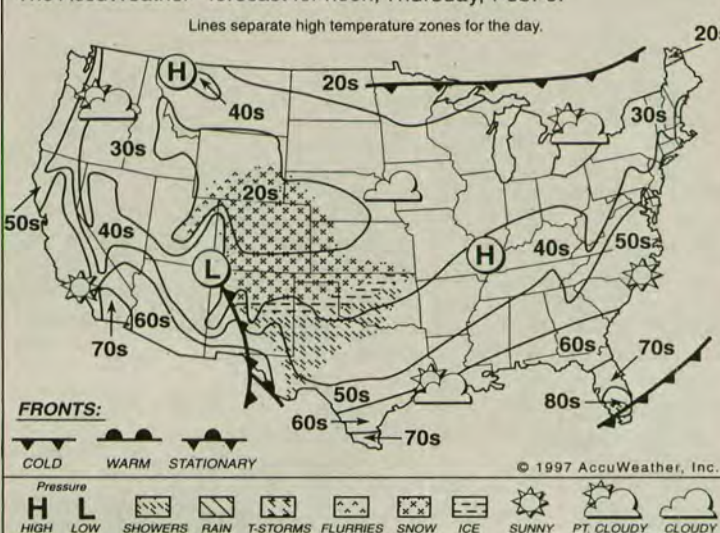 Lines separate high temperature zones for the day.
20s
20s
H
40s
30s
30s
20s
50s
40s
H
40s
50s
L
60s
70s
60s
70s
50s
80s
60s
70s
FRONTS:
COLD WARM STATIONARY
© 1997 AccuWeather, Inc.
Pressure
H L
HIGH LOW SHOWERS RAIN T-STORMS FLURRIES SNOW ICE SUNNY PT. CLOUDY CLOUDY